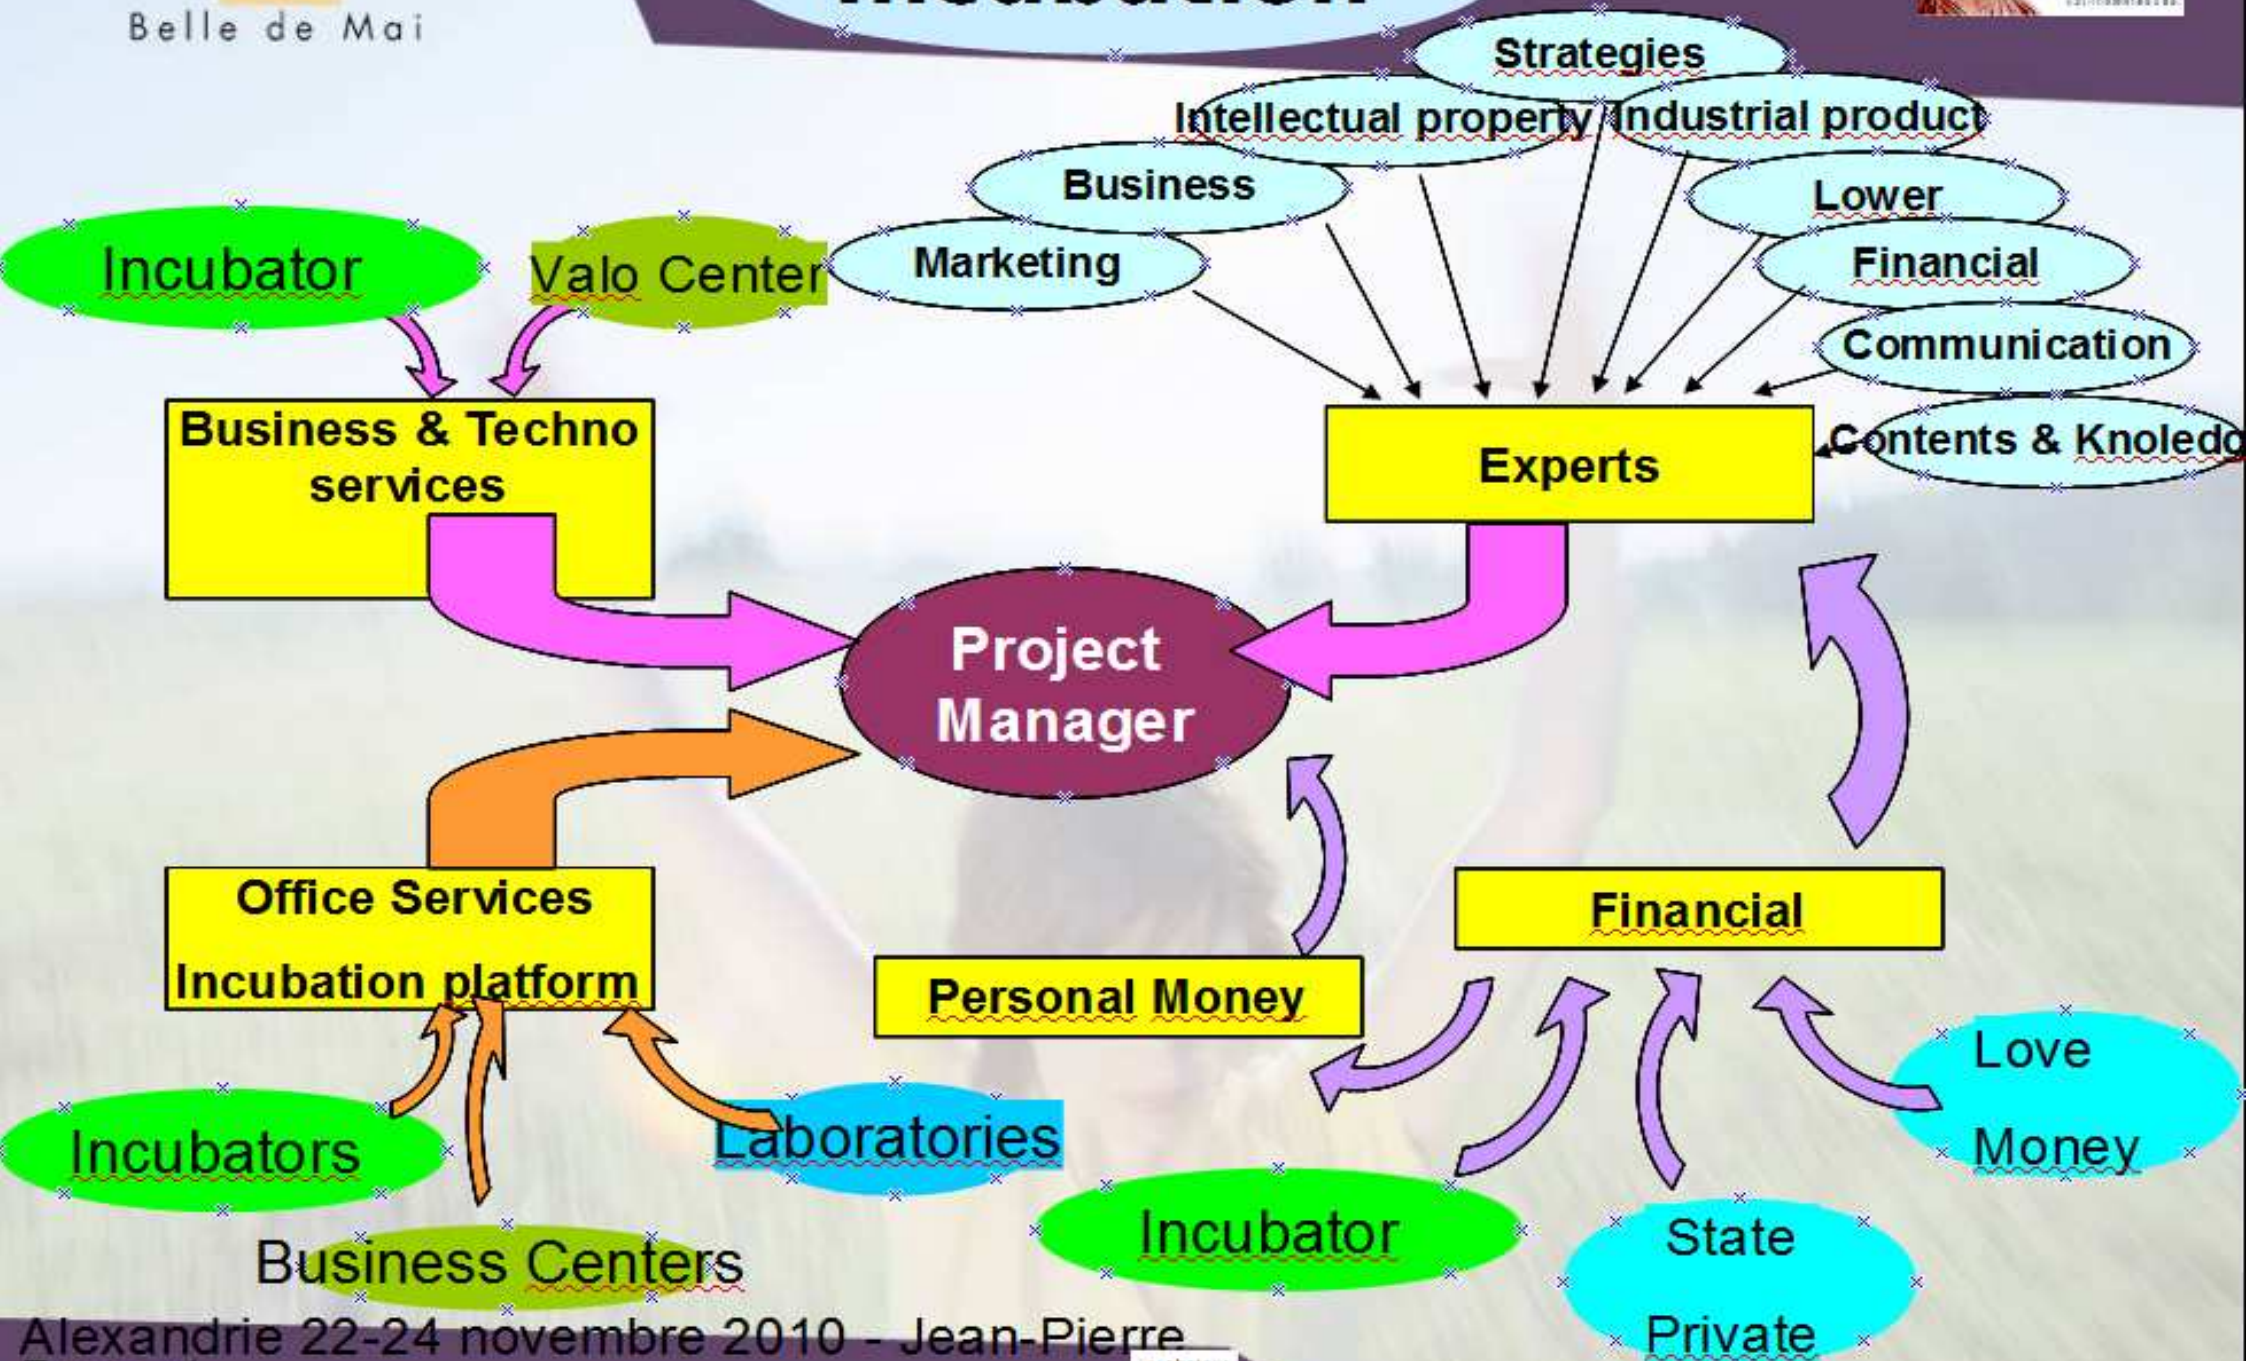 Belle de Mai
Incubation
Strategies
Intellectual property
Industrial product
Business
Lower
Marketing
Financial
Communication
Contents & Knoledg
Incubator
Valo Center
Business & Techno
services
Experts
Project
Manager
Office Services
Incubation platform
Personal Money
Financial
Love
Money
Incubators
Laboratories
Business Centers
Incubator
State
Private
Alexandrie 22-24 novembre 2010 - Jean-Pierre